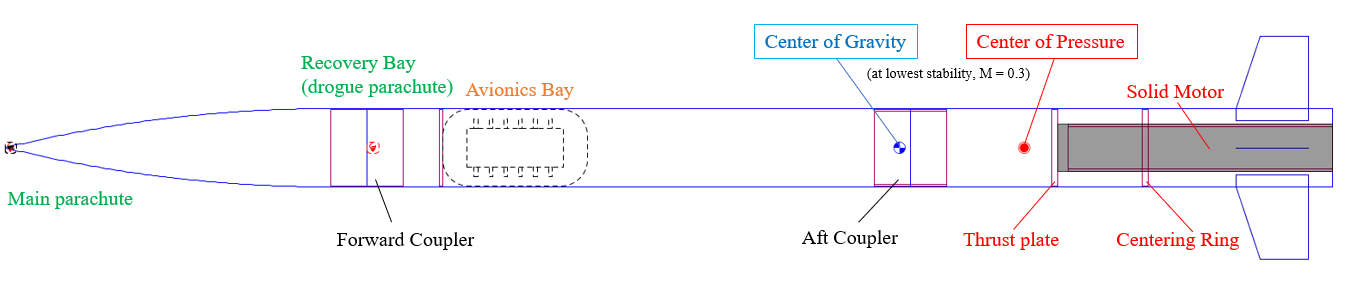 Center of Gravity
Center of Pressure
(at lowest stability, M = 0.3)
Recovery Bay
(drogue parachute)
Avionics Bay
Solid Motor
Main parachute
Forward Coupler
Aft Coupler
Thrust plate
Centering Ring